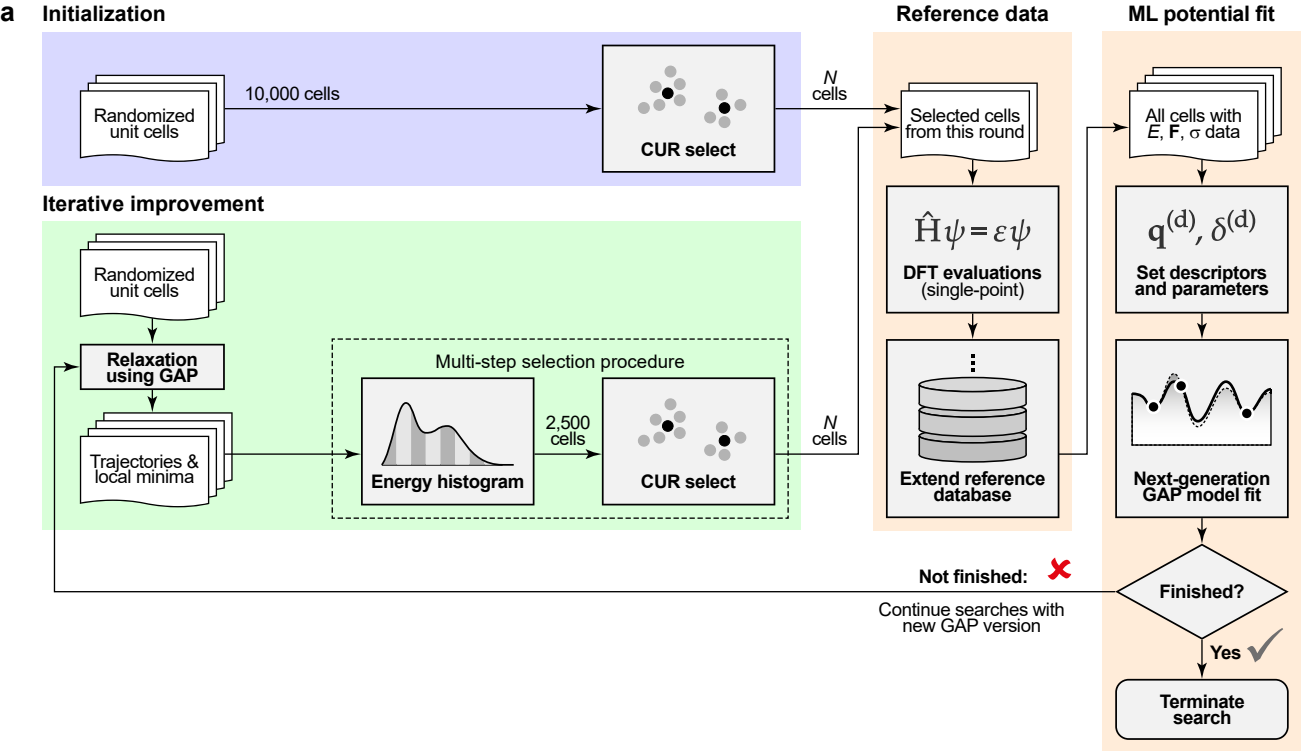 a
Initialization
Reference data
ML potential fit
Randomized
unit cells
10,000 cells
CUR select
N
cells
Selected cells
from this round
All cells with
E, F, σ data
Iterative improvement
Randomized
unit cells
Relaxation
using GAP
Trajectories &
local minima
Multi-step selection procedure
Energy histogram
2,500
cells
CUR select
N
cells
Ĥψ = εψ
DFT evaluations
(single-point)
Extend reference
database
q(d), δ(d)
Set descriptors
and parameters
Next-generation
GAP model fit
Finished?
Not finished:
Continue searches with
new GAP version
Yes
Terminate
search